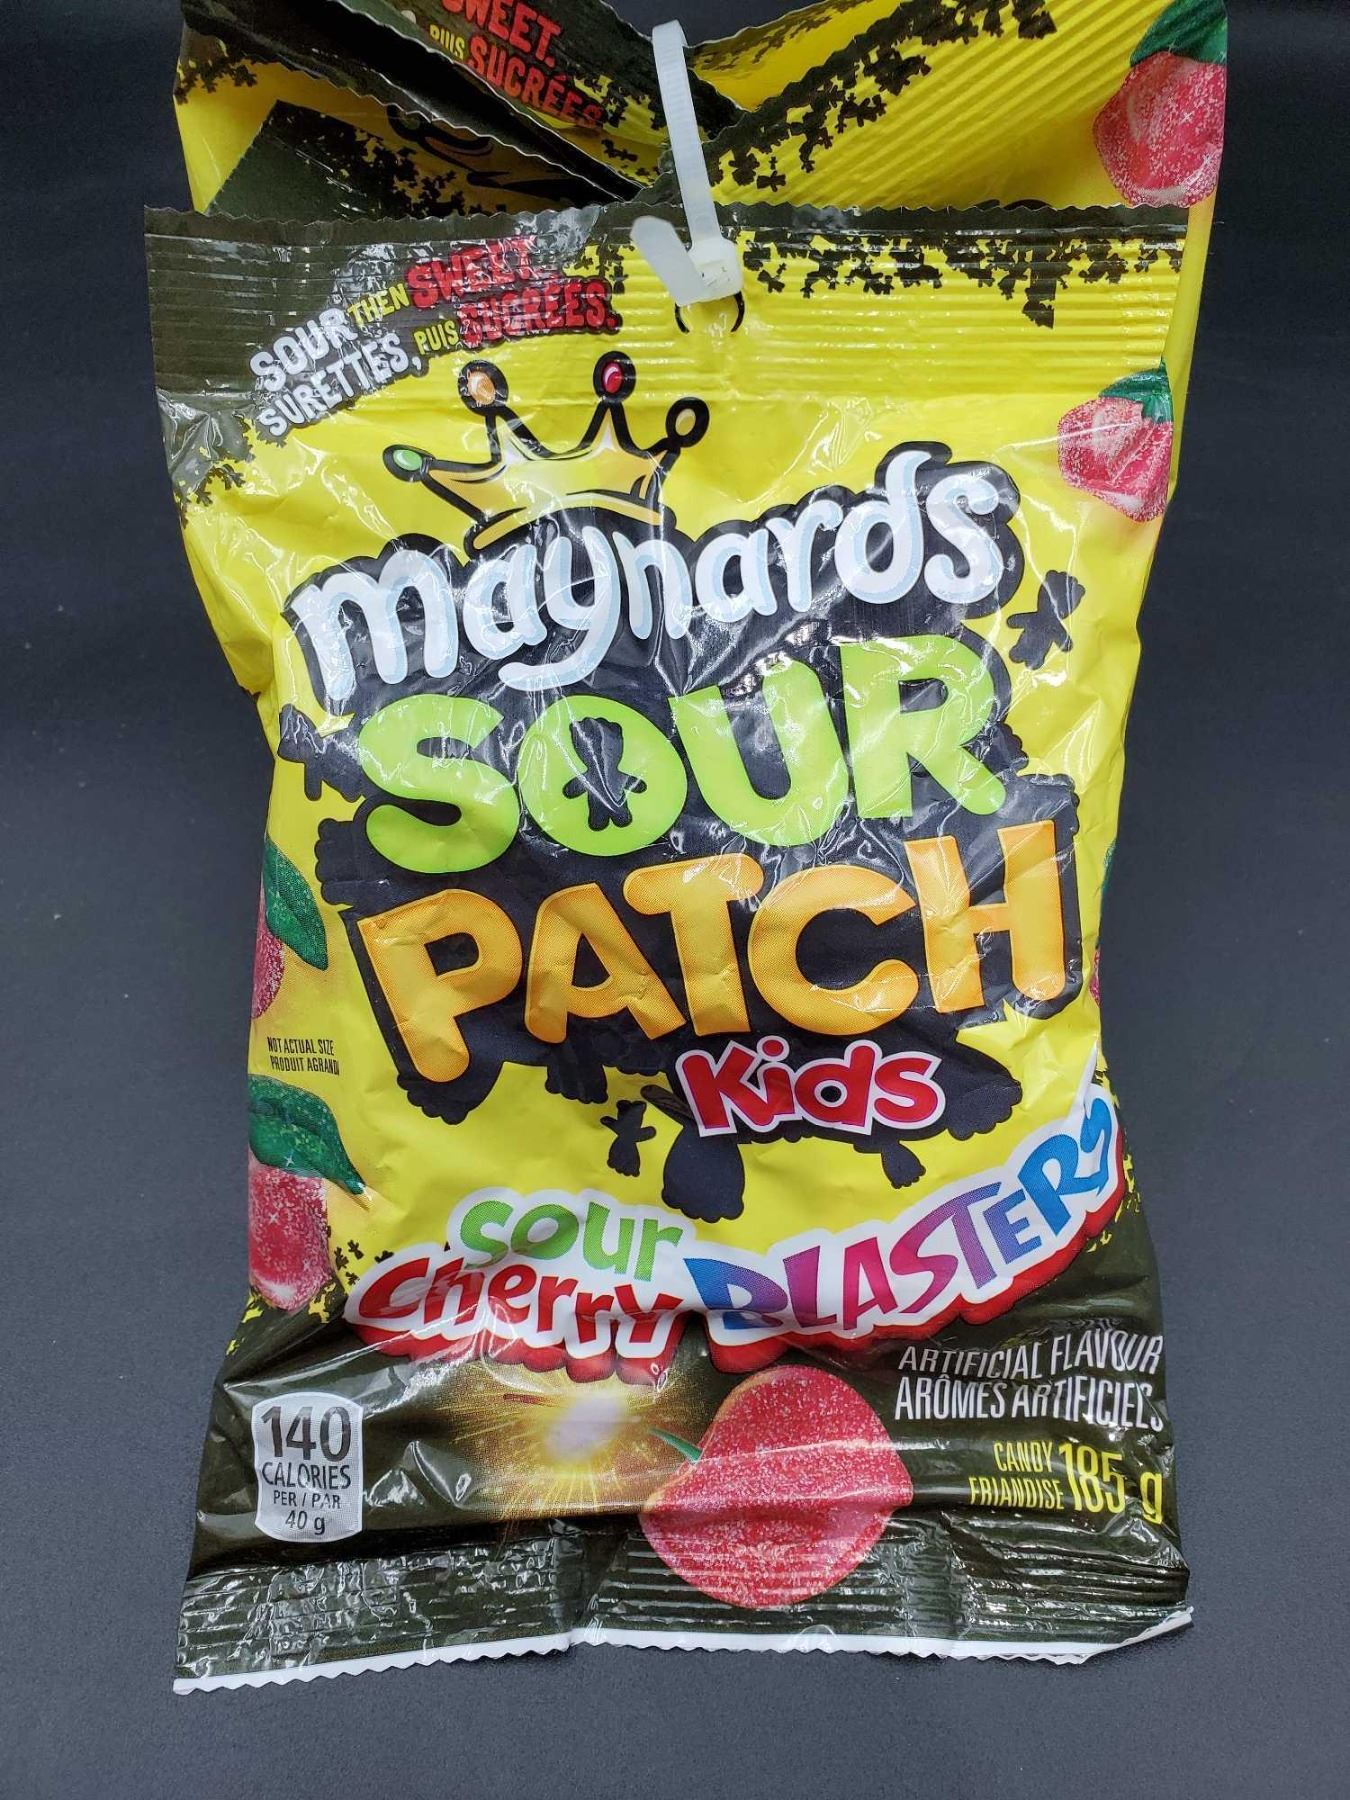 SWEET.
PUIS SUCRÉES
SOUR THEN SWEET.
SURETTES, PUIS SUCRÉES.
maynards
SOUR
PATCH
Kids
NOT ACTUAL SIZE
PRODUIT AGRANDI
sour
Cherry BLASTERS
ARTIFICIAL FLAVOUR
ARÔMES ARTIFICIELS
140
CALORIES
PER / PAR
40 g
CANDY
FRIANDISE 185 g